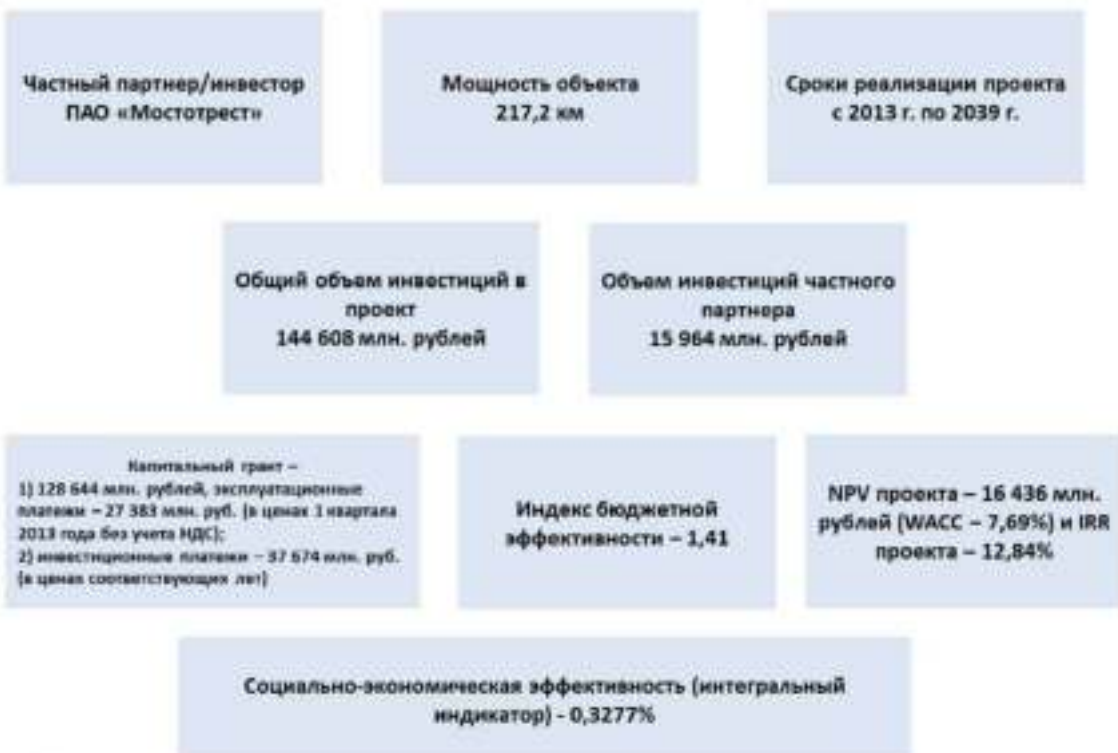 Частный партнер/инвестор
ПАО «Мостотрест»
Мощность объекта
217,2 км
Сроки реализации проекта
с 2013 г. по 2039 г.
Общий объем инвестиций в
проект
144 608 млн. рублей
Объем инвестиций частного
партнера
15 964 млн. рублей
Капитальный грант –
1) 128 644 млн. рублей, эксплуатационные
платежи – 27 383 млн. руб. (в ценах 1 квартала
2013 года без учета НДС);
2) инвестиционные платежи – 37 674 млн. руб.
(в ценах соответствующих лет)
Индекс бюджетной
эффективности – 1,41
NPV проекта – 16 436 млн.
рублей (WACC – 7,69%) и IRR
проекта – 12,84%
Социально-экономическая эффективность (интегральный
индикатор) - 0,3277%